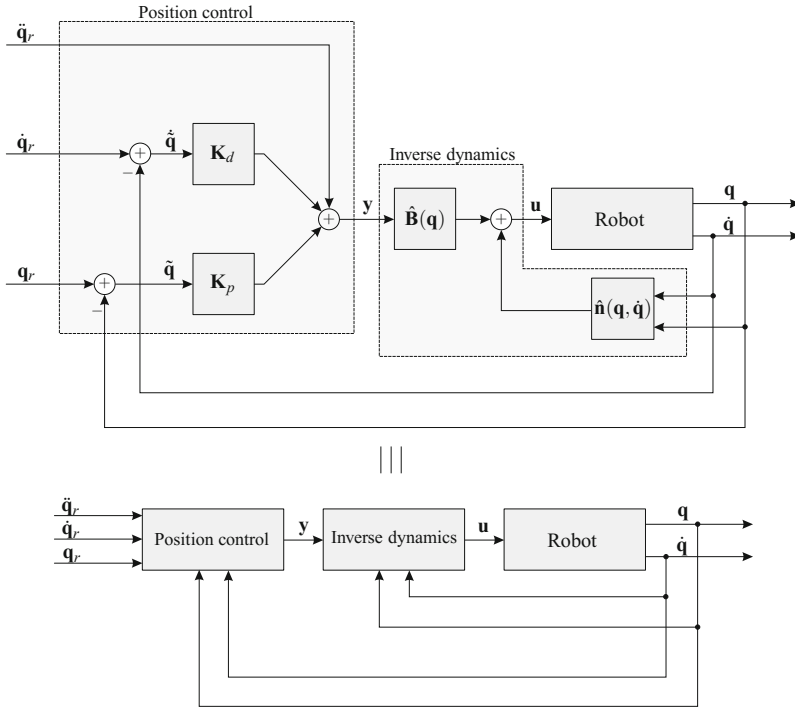 Position control
q̈r
q̇r
q̃̇
Kd
Inverse dynamics
y
B̂(q)
u
Robot
q
q̇
qr
q̃
Kp
n̂(q, q̇)
+
+
+
+
−
−
|||
q̈r
q̇r
qr
Position control
y
Inverse dynamics
u
Robot
q
q̇